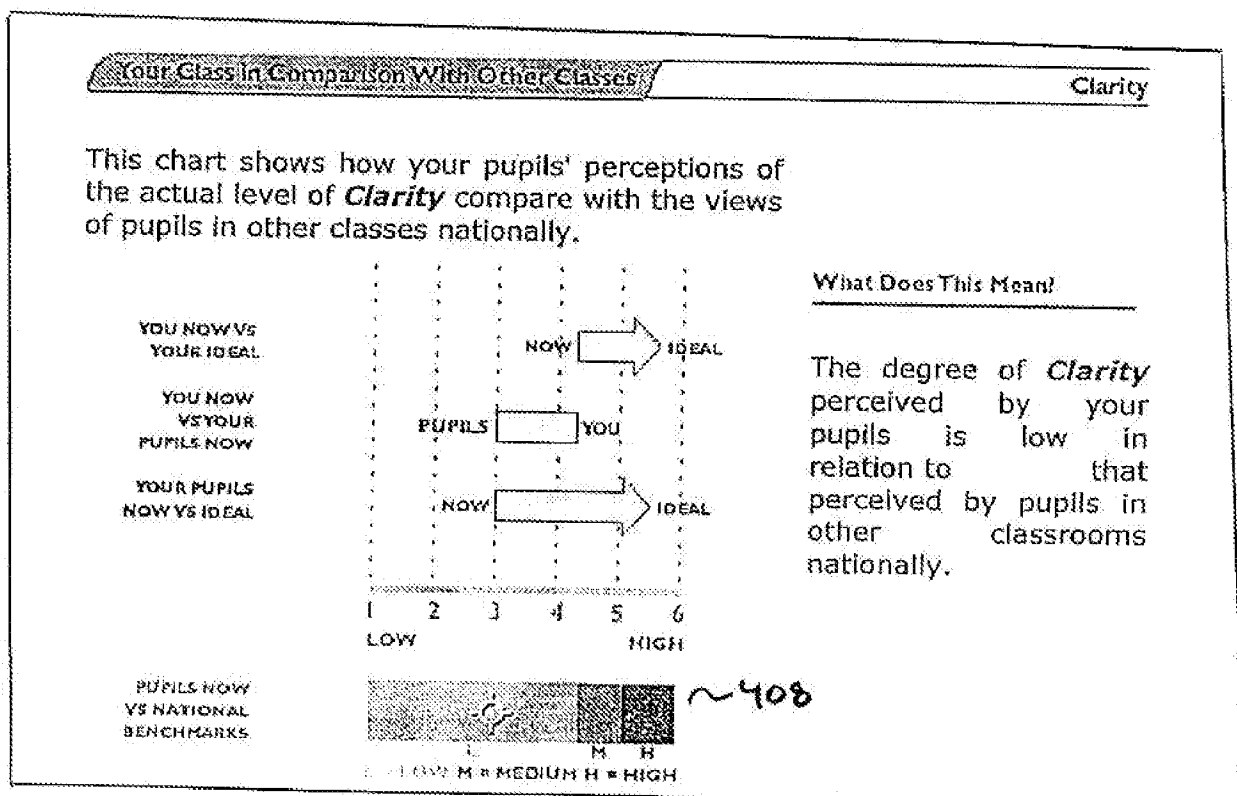 Your Class in Comparison With Other Classes
Clarity
This chart shows how your pupils' perceptions of
the actual level of Clarity compare with the views
of pupils in other classes nationally.
YOU NOW VS
YOUR IDEAL
NOW
IDEAL
YOU NOW
VS YOUR
PUPILS NOW
PUPILS
YOU
YOUR PUPILS
NOW VS IDEAL
NOW
IDEAL
1 2 3 4 5 6
LOW
HIGH
PUPILS NOW
VS NATIONAL
BENCHMARKS
~408
L M H
LOW M = MEDIUM H = HIGH
What Does This Mean?
The degree of Clarity
perceived by your
pupils is low in
relation to that
perceived by pupils in
other classrooms
nationally.